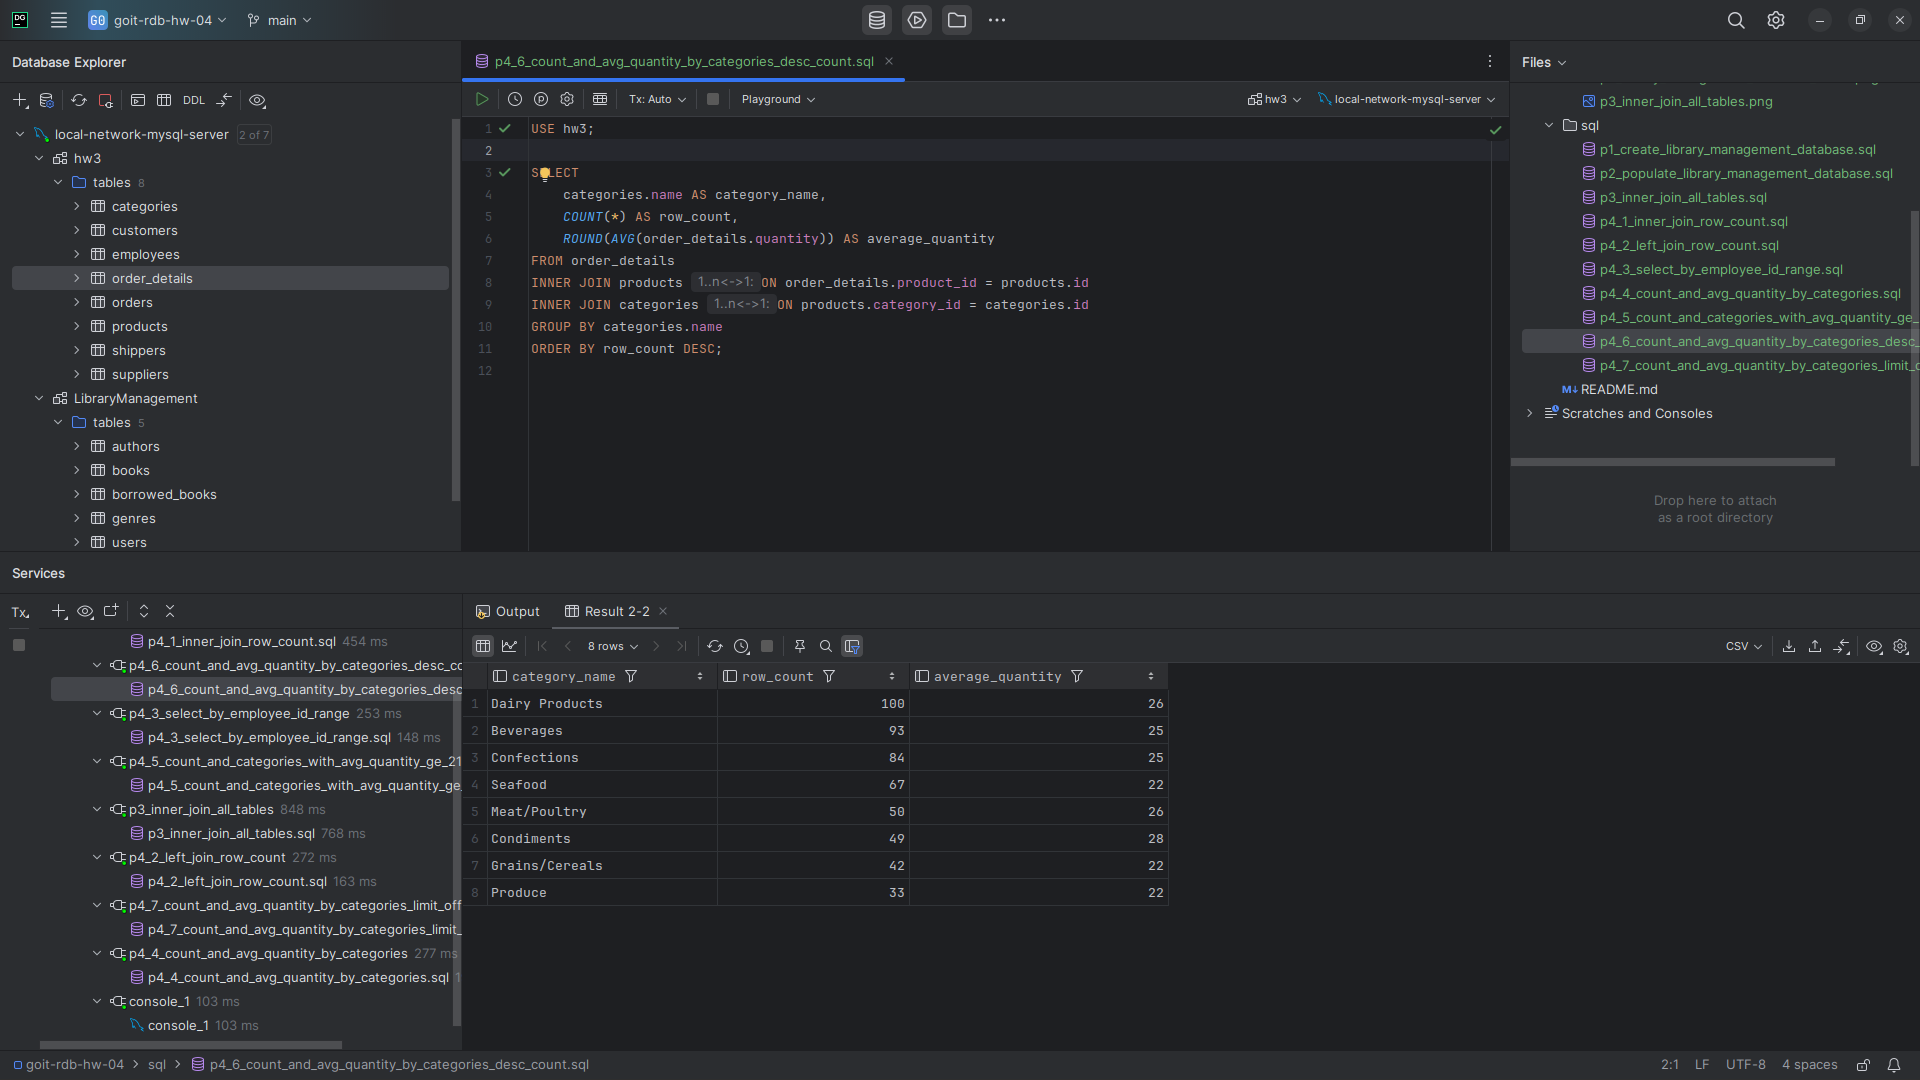 DG GO goit-rdb-hw-04 main
Database Explorer
DDL
local-network-mysql-server 2 of 7
hw3
tables 8
categories
customers
employees
order_details
orders
products
shippers
suppliers
LibraryManagement
tables 5
authors
books
borrowed_books
genres
users
p4_6_count_and_avg_quantity_by_categories_desc_count.sql
Tx: Auto Playground hw3 local-network-mysql-server
1 USE hw3;
2
3 SELECT
4 categories.name AS category_name,
5 COUNT(*) AS row_count,
6 ROUND(AVG(order_details.quantity)) AS average_quantity
7 FROM order_details
8 INNER JOIN products 1..n<->1: ON order_details.product_id = products.id
9 INNER JOIN categories 1..n<->1: ON products.category_id = categories.id
10 GROUP BY categories.name
11 ORDER BY row_count DESC;
12
Files
p3_inner_join_all_tables.png
sql
p1_create_library_management_database.sql
p2_populate_library_management_database.sql
p3_inner_join_all_tables.sql
p4_1_inner_join_row_count.sql
p4_2_left_join_row_count.sql
p4_3_select_by_employee_id_range.sql
p4_4_count_and_avg_quantity_by_categories.sql
p4_5_count_and_categories_with_avg_quantity_ge_
p4_6_count_and_avg_quantity_by_categories_desc_
p4_7_count_and_avg_quantity_by_categories_limit_o
M↓ README.md
Scratches and Consoles
Drop here to attach
as a root directory
Services
Tx
p4_1_inner_join_row_count.sql 454 ms
p4_6_count_and_avg_quantity_by_categories_desc_co
p4_6_count_and_avg_quantity_by_categories_desc
p4_3_select_by_employee_id_range 253 ms
p4_3_select_by_employee_id_range.sql 148 ms
p4_5_count_and_categories_with_avg_quantity_ge_21
p4_5_count_and_categories_with_avg_quantity_ge_
p3_inner_join_all_tables 848 ms
p3_inner_join_all_tables.sql 768 ms
p4_2_left_join_row_count 272 ms
p4_2_left_join_row_count.sql 163 ms
p4_7_count_and_avg_quantity_by_categories_limit_off
p4_7_count_and_avg_quantity_by_categories_limit_
p4_4_count_and_avg_quantity_by_categories 277 ms
p4_4_count_and_avg_quantity_by_categories.sql 1
console_1 103 ms
console_1 103 ms
Output Result 2-2
8 rows CSV
category_name row_count average_quantity
1 Dairy Products 100 26
2 Beverages 93 25
3 Confections 84 25
4 Seafood 67 22
5 Meat/Poultry 50 26
6 Condiments 49 28
7 Grains/Cereals 42 22
8 Produce 33 22
goit-rdb-hw-04 sql p4_6_count_and_avg_quantity_by_categories_desc_count.sql 2:1 LF UTF-8 4 spaces